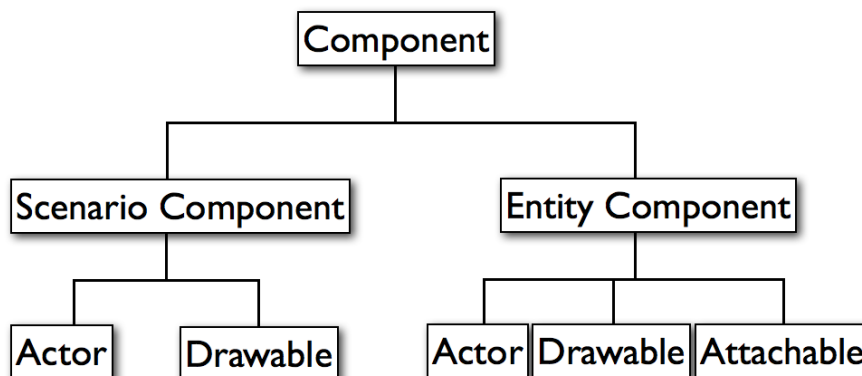 Component
Scenario Component
Entity Component
Actor
Drawable
Actor
Drawable
Attachable